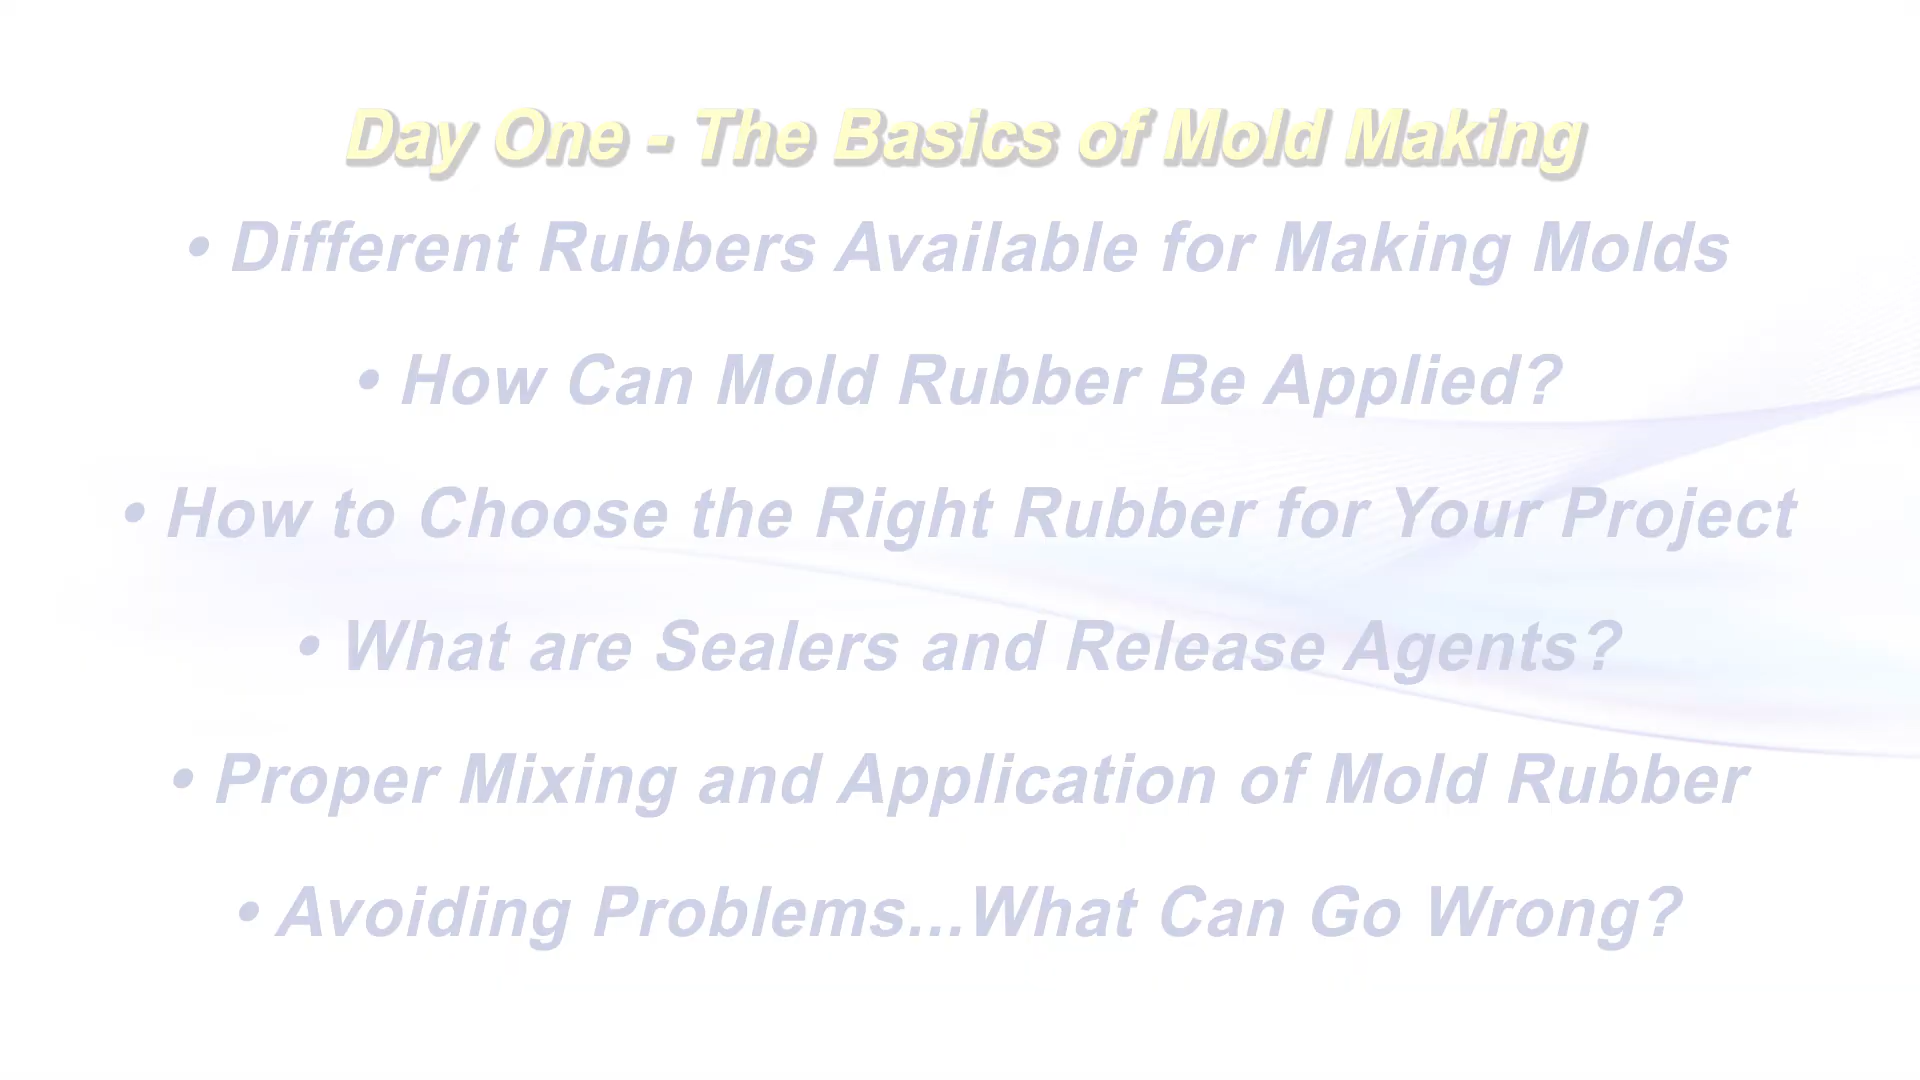 Day One - The Basics of Mold Making
• Different Rubbers Available for Making Molds
• How Can Mold Rubber Be Applied?
• How to Choose the Right Rubber for Your Project
• What are Sealers and Release Agents?
• Proper Mixing and Application of Mold Rubber
• Avoiding Problems...What Can Go Wrong?